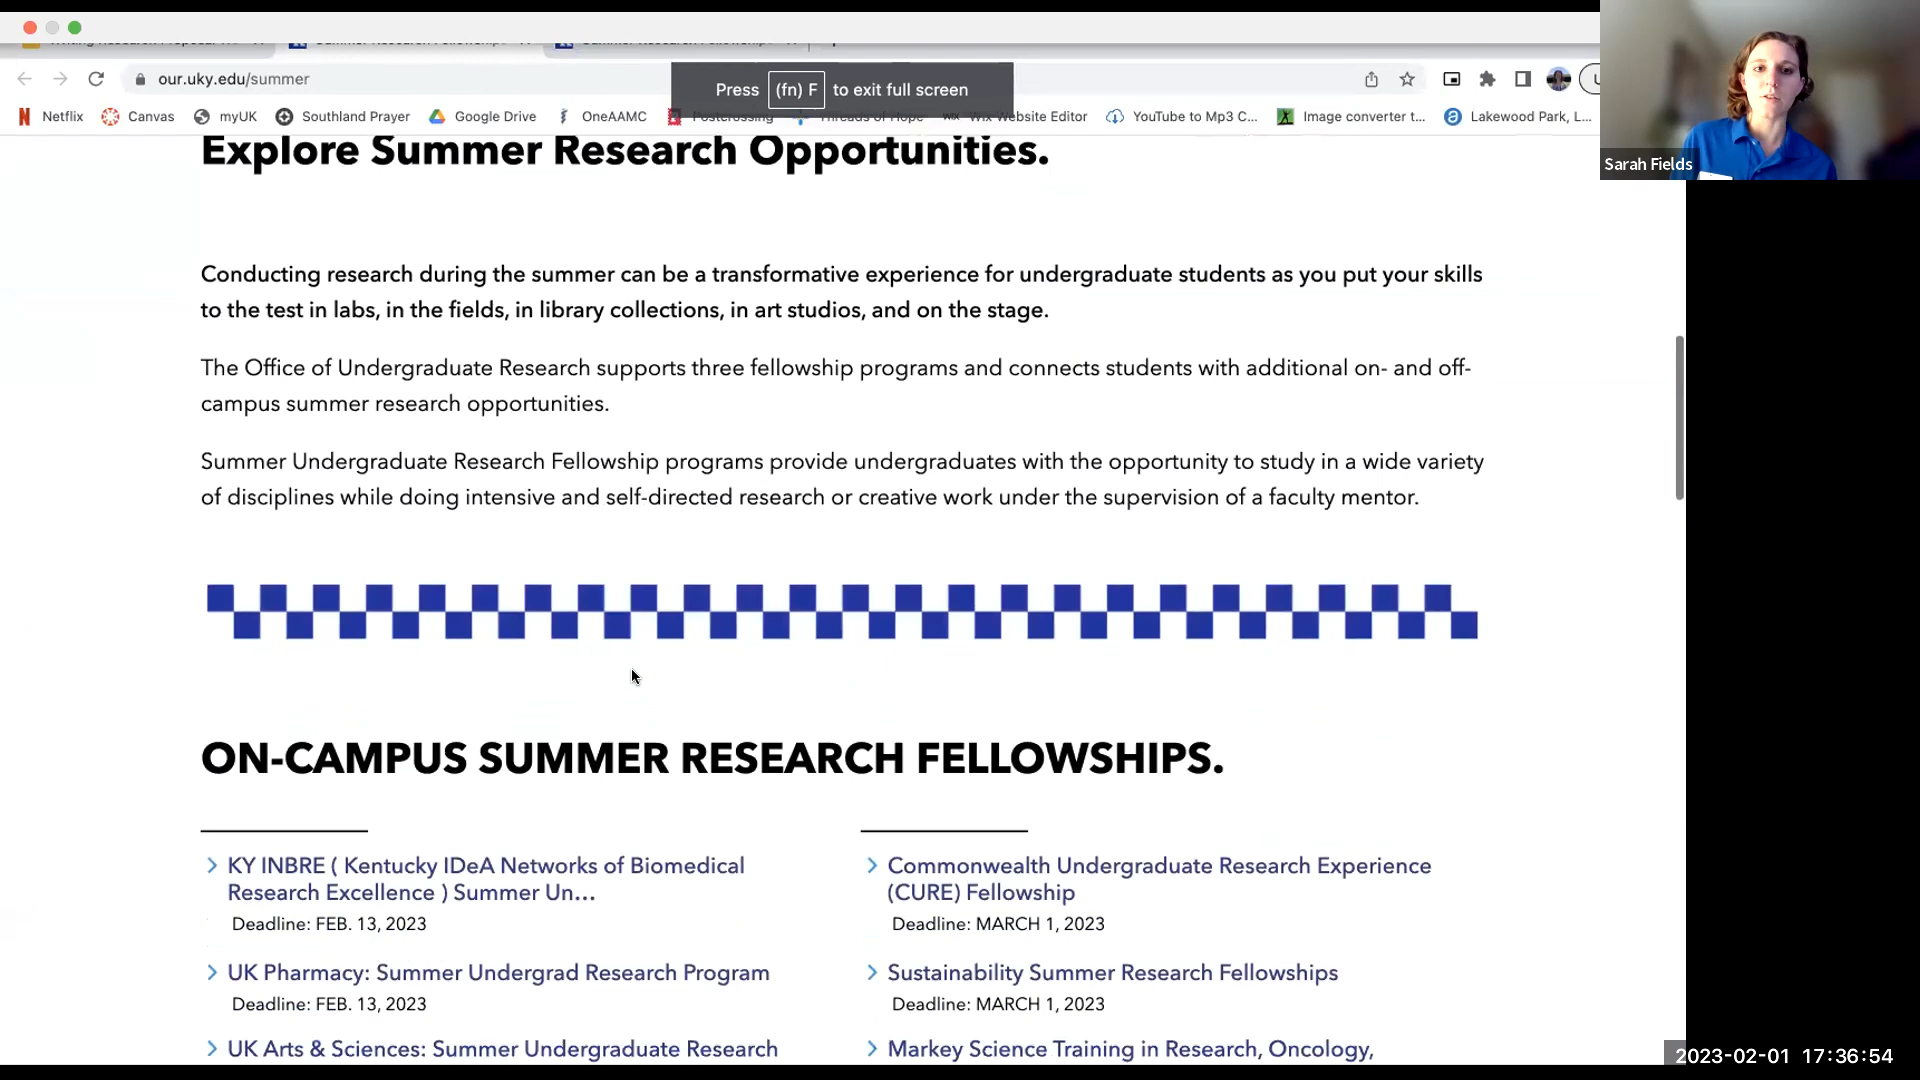 our.uky.edu/summer
Press (fn) F to exit full screen
Netflix Canvas myUK Southland Prayer Google Drive OneAAMC Postcrossing Threads of Hope Wix Website Editor YouTube to Mp3 C... Image converter t... Lakewood Park, L...
Sarah Fields
Explore Summer Research Opportunities.
Conducting research during the summer can be a transformative experience for undergraduate students as you put your skills
to the test in labs, in the fields, in library collections, in art studios, and on the stage.
The Office of Undergraduate Research supports three fellowship programs and connects students with additional on- and off-
campus summer research opportunities.
Summer Undergraduate Research Fellowship programs provide undergraduates with the opportunity to study in a wide variety
of disciplines while doing intensive and self-directed research or creative work under the supervision of a faculty mentor.
ON-CAMPUS SUMMER RESEARCH FELLOWSHIPS.
KY INBRE ( Kentucky IDeA Networks of Biomedical
Research Excellence ) Summer Un...
Deadline: FEB. 13, 2023
UK Pharmacy: Summer Undergrad Research Program
Deadline: FEB. 13, 2023
UK Arts & Sciences: Summer Undergraduate Research
Commonwealth Undergraduate Research Experience
(CURE) Fellowship
Deadline: MARCH 1, 2023
Sustainability Summer Research Fellowships
Deadline: MARCH 1, 2023
Markey Science Training in Research, Oncology,
2023-02-01 17:36:54